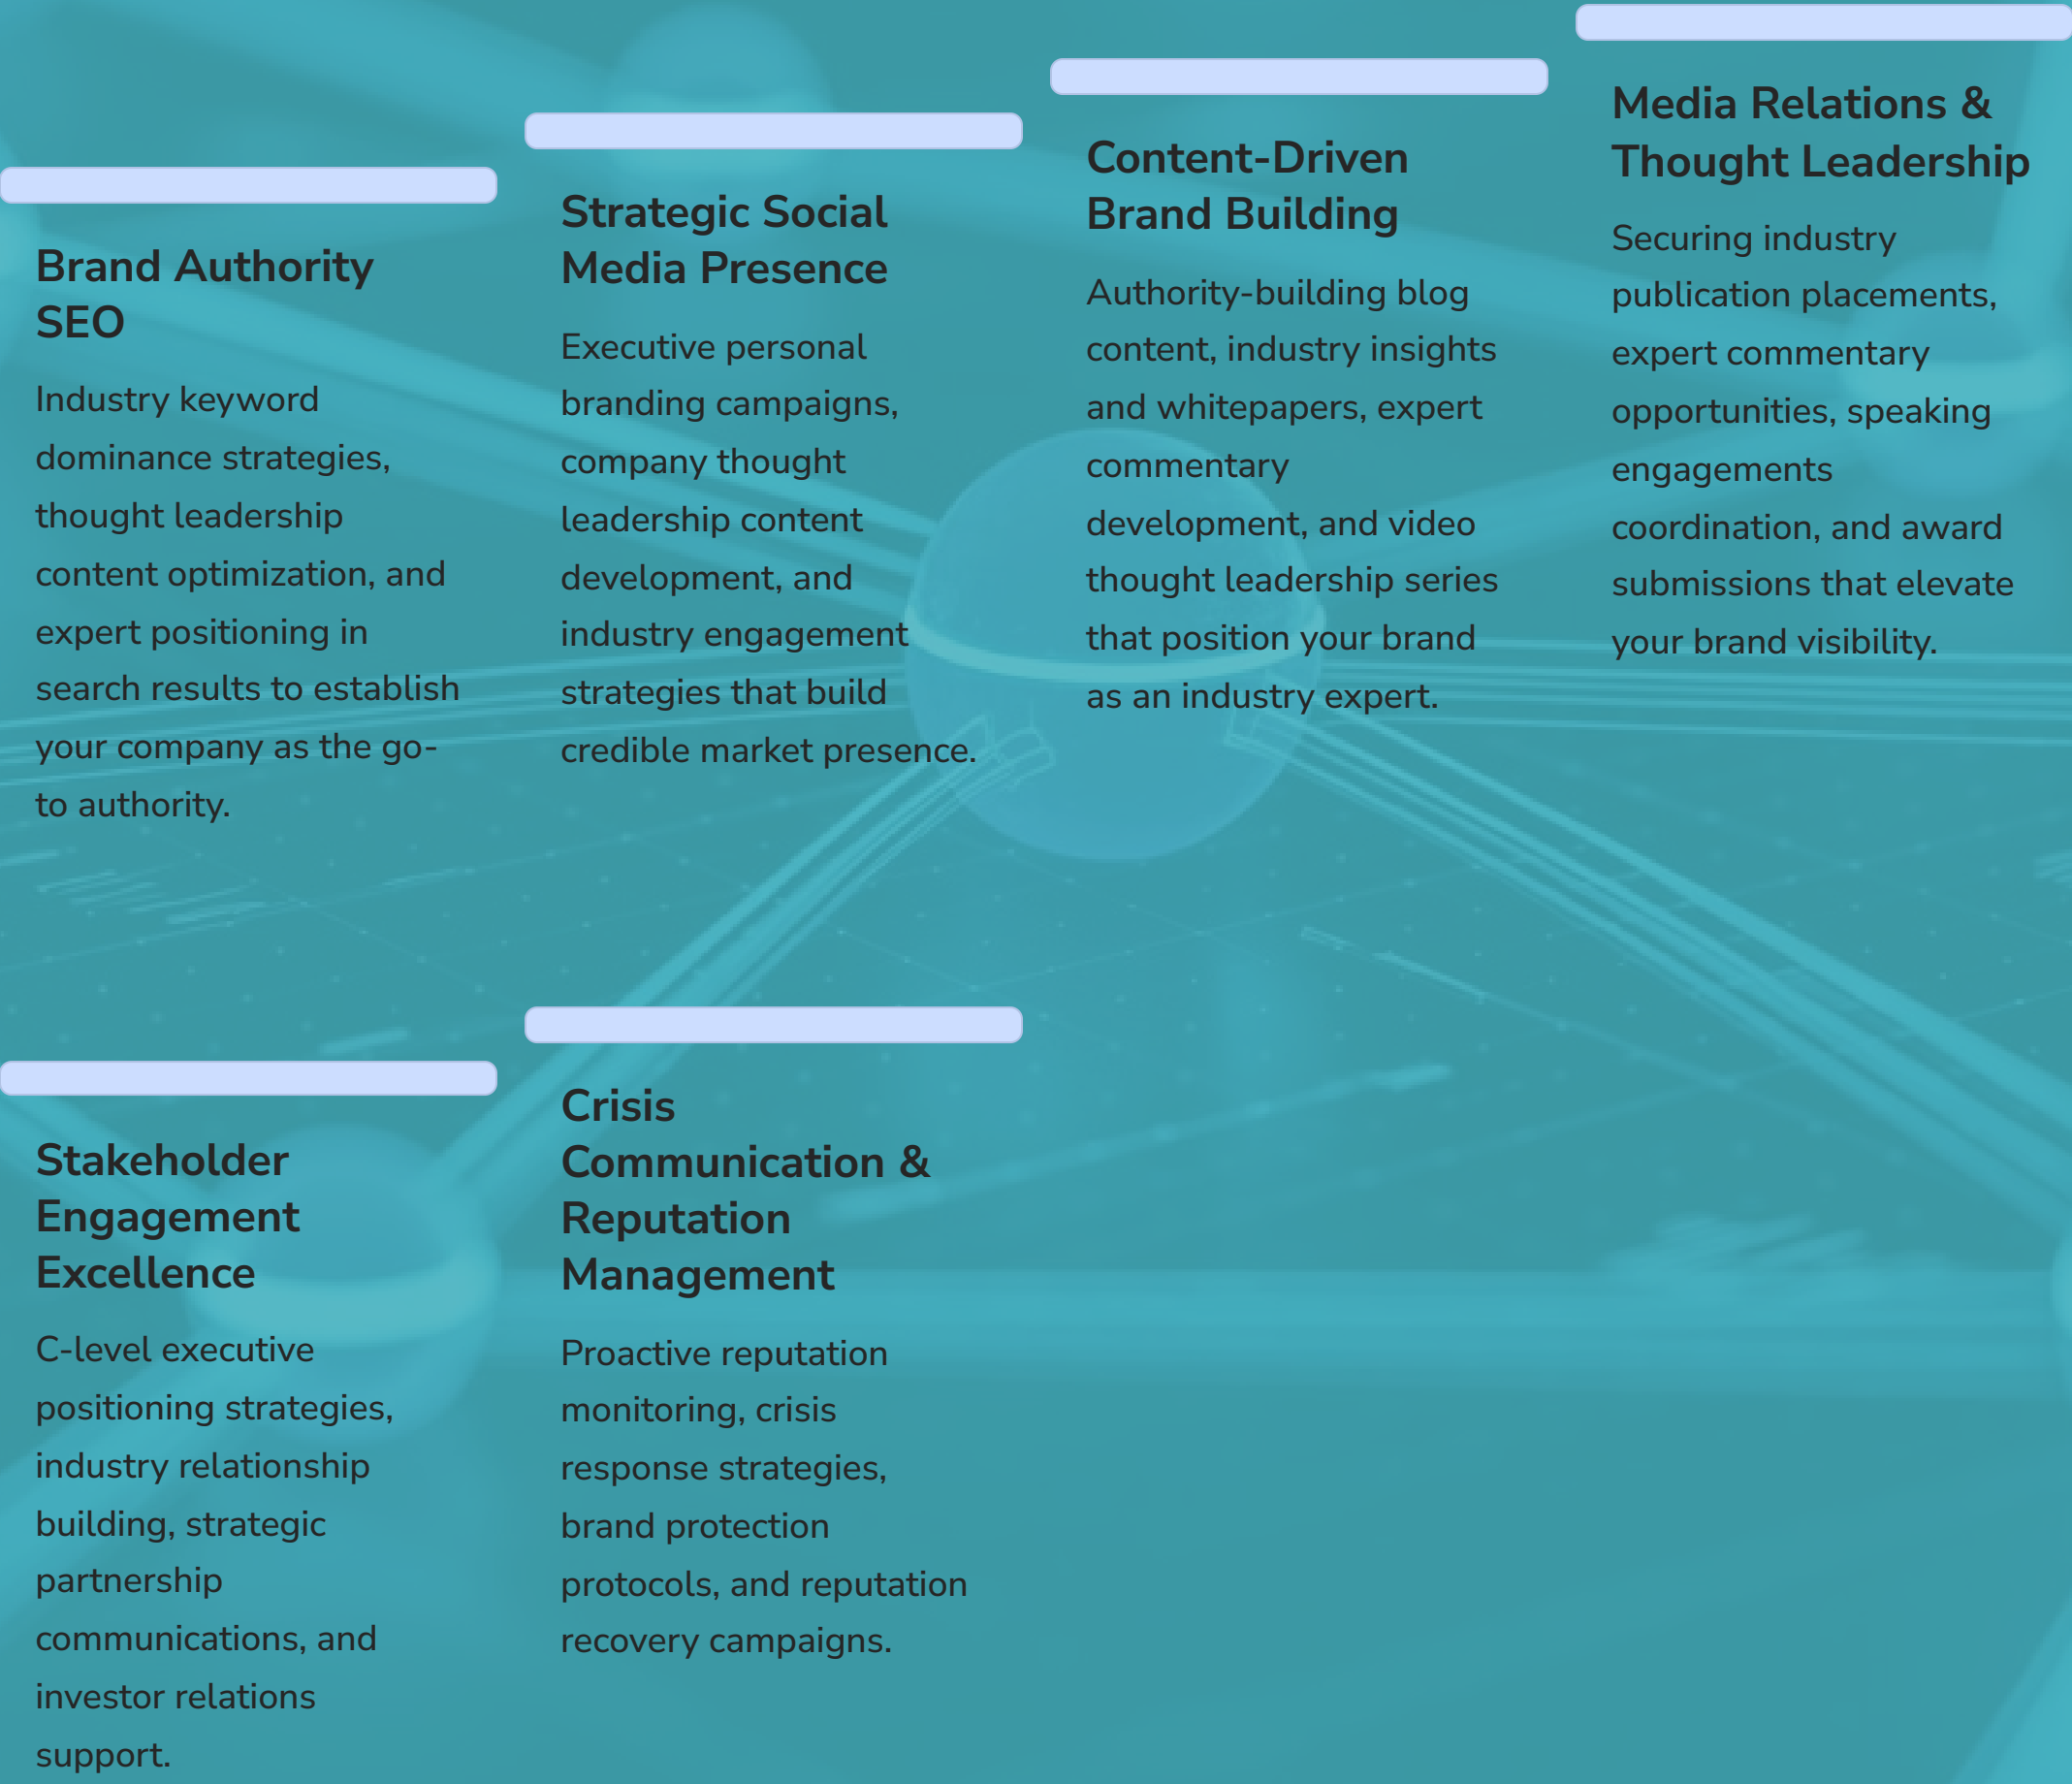 Brand Authority
SEO
Industry keyword
dominance strategies,
thought leadership
content optimization, and
expert positioning in
search results to establish
your company as the go-
to authority.
Strategic Social
Media Presence
Executive personal
branding campaigns,
company thought
leadership content
development, and
industry engagement
strategies that build
credible market presence.
Content-Driven
Brand Building
Authority-building blog
content, industry insights
and whitepapers, expert
commentary
development, and video
thought leadership series
that position your brand
as an industry expert.
Media Relations &
Thought Leadership
Securing industry
publication placements,
expert commentary
opportunities, speaking
engagements
coordination, and award
submissions that elevate
your brand visibility.
Stakeholder
Engagement
Excellence
C-level executive
positioning strategies,
industry relationship
building, strategic
partnership
communications, and
investor relations
support.
Crisis
Communication &
Reputation
Management
Proactive reputation
monitoring, crisis
response strategies,
brand protection
protocols, and reputation
recovery campaigns.